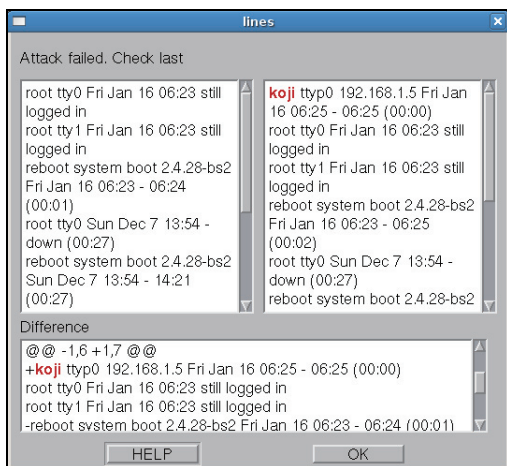 lines
Attack failed. Check last
root tty0 Fri Jan 16 06:23 still
logged in
root tty1 Fri Jan 16 06:23 still
logged in
reboot system boot 2.4.28-bs2
Fri Jan 16 06:23 - 06:24
(00:01)
root tty0 Sun Dec 7 13:54 -
down (00:27)
reboot system boot 2.4.28-bs2
Sun Dec 7 13:54 - 14:21
(00:27)
koji ttyp0 192.168.1.5 Fri Jan
16 06:25 - 06:25 (00:00)
root tty0 Fri Jan 16 06:23 still
logged in
root tty1 Fri Jan 16 06:23 still
logged in
reboot system boot 2.4.28-bs2
Fri Jan 16 06:23 - 06:25
(00:02)
root tty0 Sun Dec 7 13:54 -
down (00:27)
reboot system boot 2.4.28-bs2
Difference
@@ -1,6 +1,7 @@
+koji ttyp0 192.168.1.5 Fri Jan 16 06:25 - 06:25 (00:00)
root tty0 Fri Jan 16 06:23 still logged in
root tty1 Fri Jan 16 06:23 still logged in
-reboot system boot 2.4.28-bs2 Fri Jan 16 06:23 - 06:24 (00:01)
HELP
OK